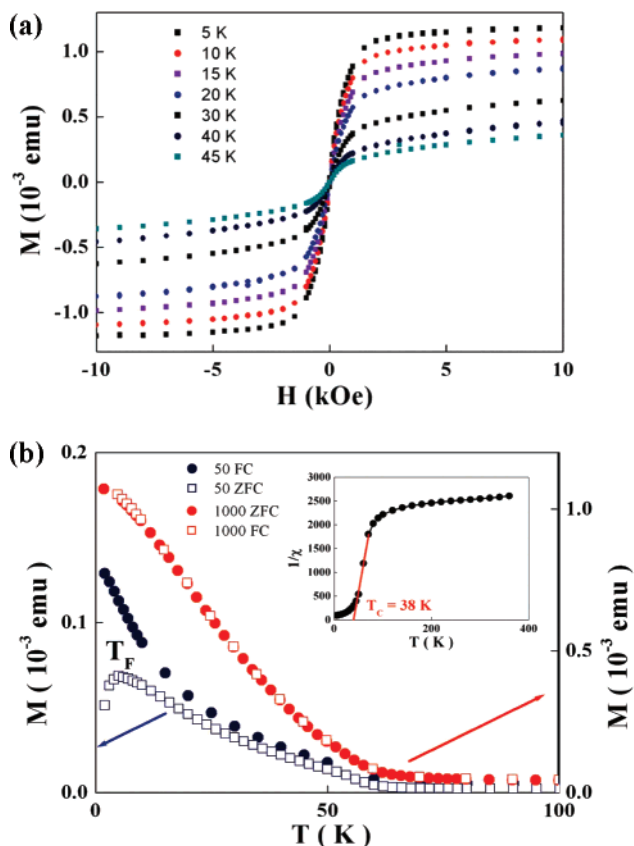 (a)
M (10⁻³ emu)
1.0
0.5
0.0
-0.5
-1.0
5 K
10 K
15 K
20 K
30 K
40 K
45 K
-10 -5 0 5 10
H (kOe)
(b)
M ( 10⁻³ emu )
0.2
0.1
0.0
50 FC
50 ZFC
1000 ZFC
1000 FC
T_F
1/χ
3000
2500
2000
1500
1000
500
0
T_C = 38 K
0 200 400
T ( K )
1.0
0.5
0.0
M ( 10⁻³ emu )
0 50 100
T ( K )